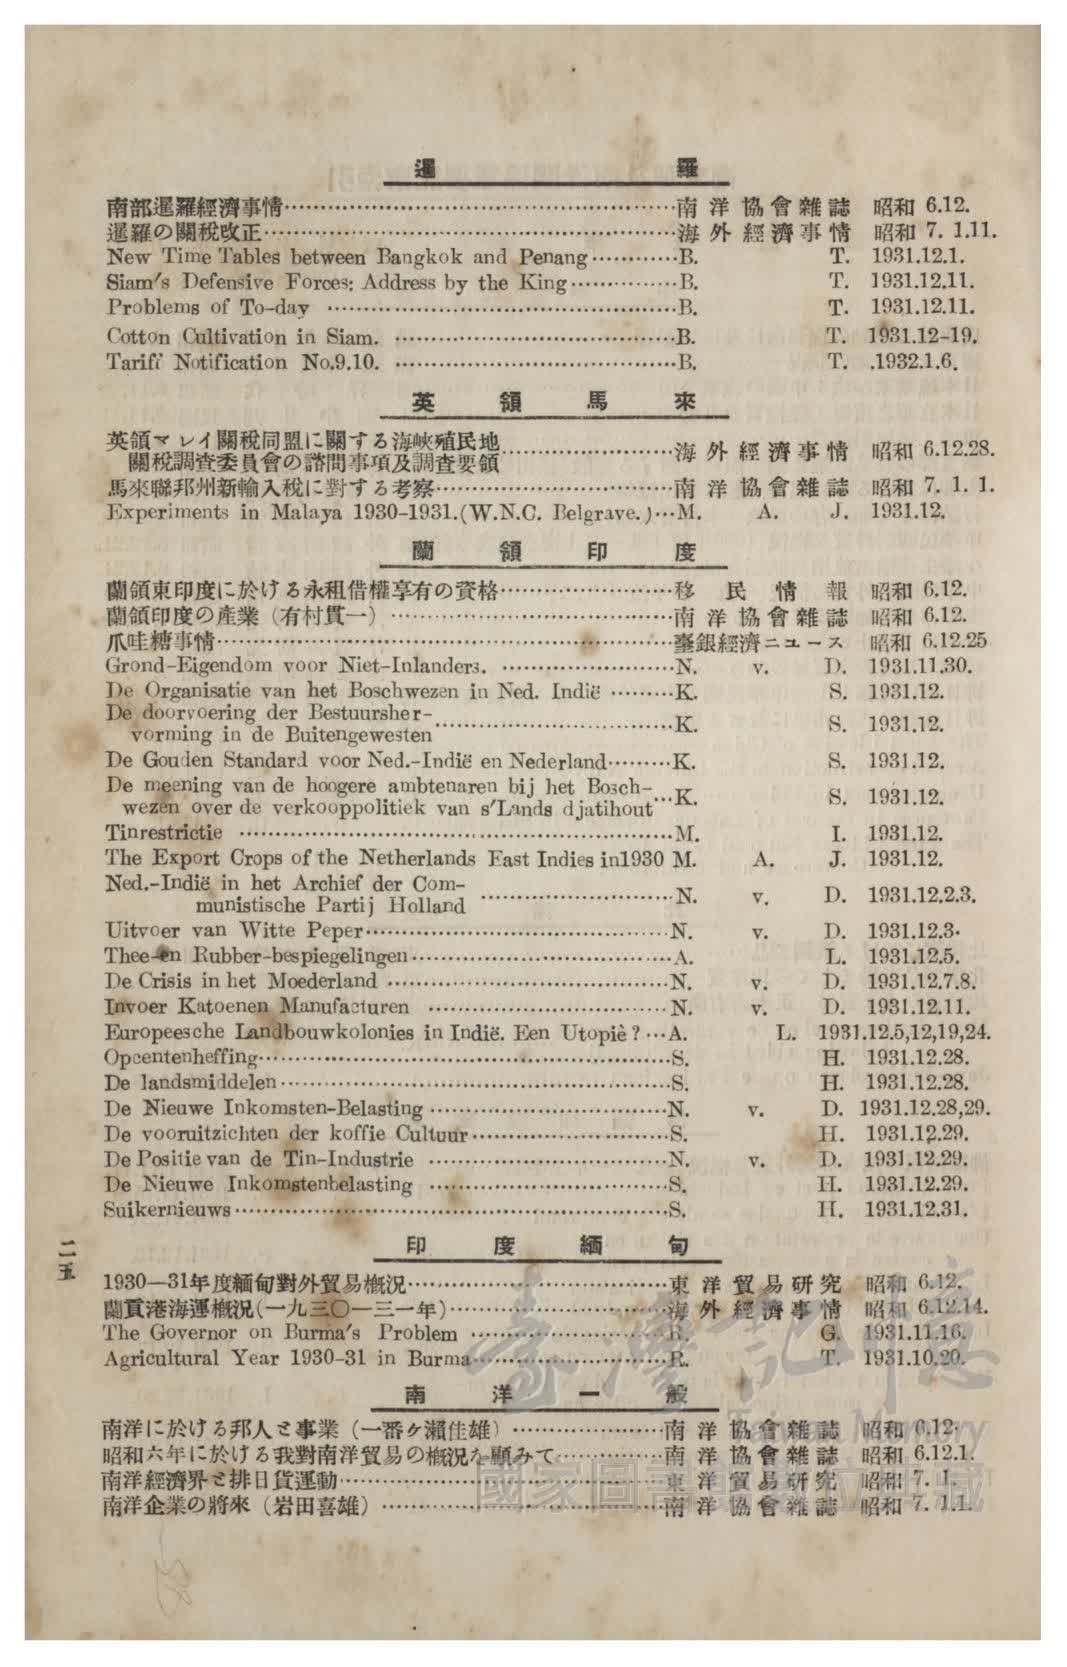 暹羅
南部暹羅經濟事情……南洋協會雜誌 昭和 6.12.
暹羅の關稅改正……海外經濟事情 昭和 7. 1.11.
New Time Tables between Bangkok and Penang……B. T. 1931.12.1.
Siam's Defensive Forces: Address by the King……B. T. 1931.12.11.
Problems of To-day ……B. T. 1931.12.11.
Cotton Cultivation in Siam. ……B. T. 1931.12-19.
Tariff Notification No.9.10. ……B. T. .1932.1.6.
英領馬來
英領マレイ關稅同盟に關する海峽殖民地
關稅調査委員會の諮問事項及調査要領……海外經濟事情 昭和 6.12.28.
馬來聯邦州新輸入稅に對する考察……南洋協會雜誌 昭和 7. 1. 1.
Experiments in Malaya 1930-1931.(W.N.C. Belgrave.)…M. A. J. 1931.12.
蘭領印度
蘭領東印度に於ける永租借權享有の資格……移民情報 昭和 6.12.
蘭領印度の產業（有村貫一）……南洋協會雜誌 昭和 6.12.
爪哇糖事情……臺銀經濟ニュース 昭和 6.12.25
Grond-Eigendom voor Niet-Inlanders. ……N. v. D. 1931.11.30.
De Organisatie van het Boschwezen in Ned. Indië ……K. S. 1931.12.
De doorvoering der Bestuursher-
vorming in de Buitengewesten……K. S. 1931.12.
De Gouden Standard voor Ned.-Indië en Nederland……K. S. 1931.12.
De meening van de hoogere ambtenaren bij het Bosch-
wezen over de verkooppolitiek van s'Lands djatihout…K. S. 1931.12.
Tinrestrictie ……M. I. 1931.12.
The Export Crops of the Netherlands East Indies in1930 M. A. J. 1931.12.
Ned.-Indië in het Archief der Com-
munistische Partij Holland ……N. v. D. 1931.12.2.3.
Uitvoer van Witte Peper……N. v. D. 1931.12.3.
Thee-en Rubber-bespiegelingen……A. L. 1931.12.5.
De Crisis in het Moederland ……N. v. D. 1931.12.7.8.
Invoer Katoenen Manufacturen ……N. v. D. 1931.12.11.
Europeesche Landbouwkolonies in Indië. Een Utopiè?…A. L. 1931.12.5,12,19,24.
Opcentenheffing……S. H. 1931.12.28.
De landsmiddelen……S. H. 1931.12.28.
De Nieuwe Inkomsten-Belasting ……N. v. D. 1931.12.28,29.
De vooruitzichten der koffie Cultuur……S. H. 1931.12.29.
De Positie van de Tin-Industrie ……N. v. D. 1931.12.29.
De Nieuwe Inkomstenbelasting ……S. H. 1931.12.29.
Suikernieuws……S. H. 1931.12.31.
印度緬甸
1930—31年度緬甸對外貿易槪況……東洋貿易研究 昭和 6.12.
蘭貢港海運槪況(一九三〇—三一年)……海外經濟事情 昭和 6.12.14.
The Governor on Burma's Problem ……R. G. 1931.11.16.
Agricultural Year 1930-31 in Burma……R. T. 1931.10.20.
南洋一般
南洋に於ける邦人と事業（一番ケ瀨佳雄）……南洋協會雜誌 昭和 6.12.
昭和六年に於ける我對南洋貿易の槪況を顧みて……南洋協會雜誌 昭和 6.12.1.
南洋經濟界と排日貨運動……東洋貿易研究 昭和 7. 1.
南洋企業の將來（岩田喜雄）……南洋協會雜誌 昭和 7. 1.1.
二五
臺灣記憶
Taiwan Memory
國家圖書館數位典藏